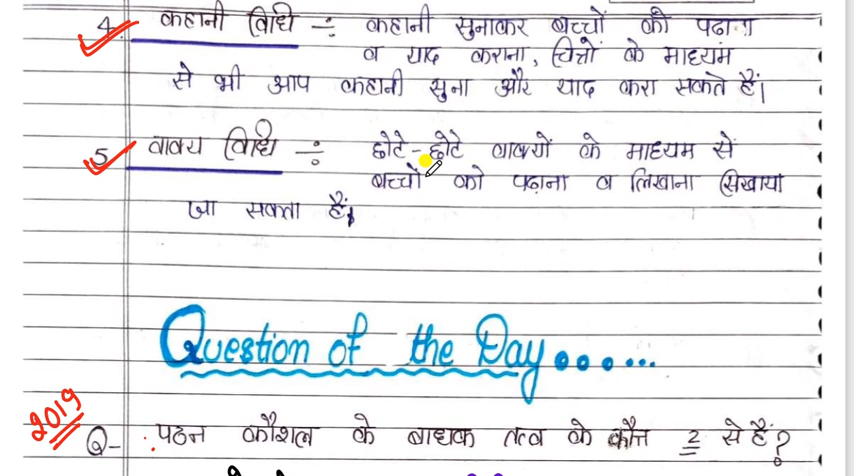 4. कहानी विधि ÷ कहानी सुनाकर बच्चों को पढाना
व याद कराना, चित्रों के माध्यम
से भी आप कहानी सुना और याद करा सकते हैं।
5 वाक्य विधि ÷ छोटे-छोटे वाक्यों के माध्यम से
बच्चों को पढाना व लिखाना सिखाया
जा सकता हैं।
Question of the Day........
2019
Q- पठन कौशल के बाधक तत्व के कौन 2 से हैं?